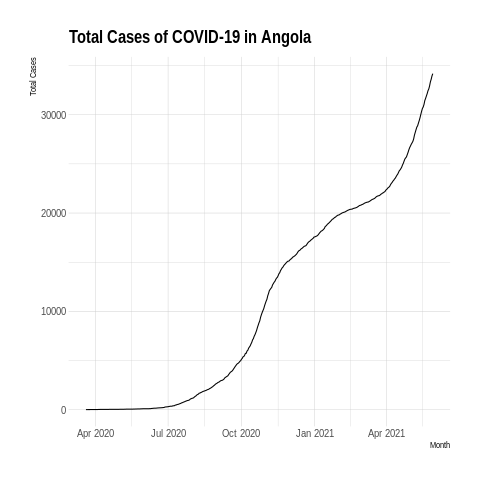 Total Cases of COVID-19 in Angola
Total Cases
30000
20000
10000
0
Apr 2020 Jul 2020 Oct 2020 Jan 2021 Apr 2021
Month